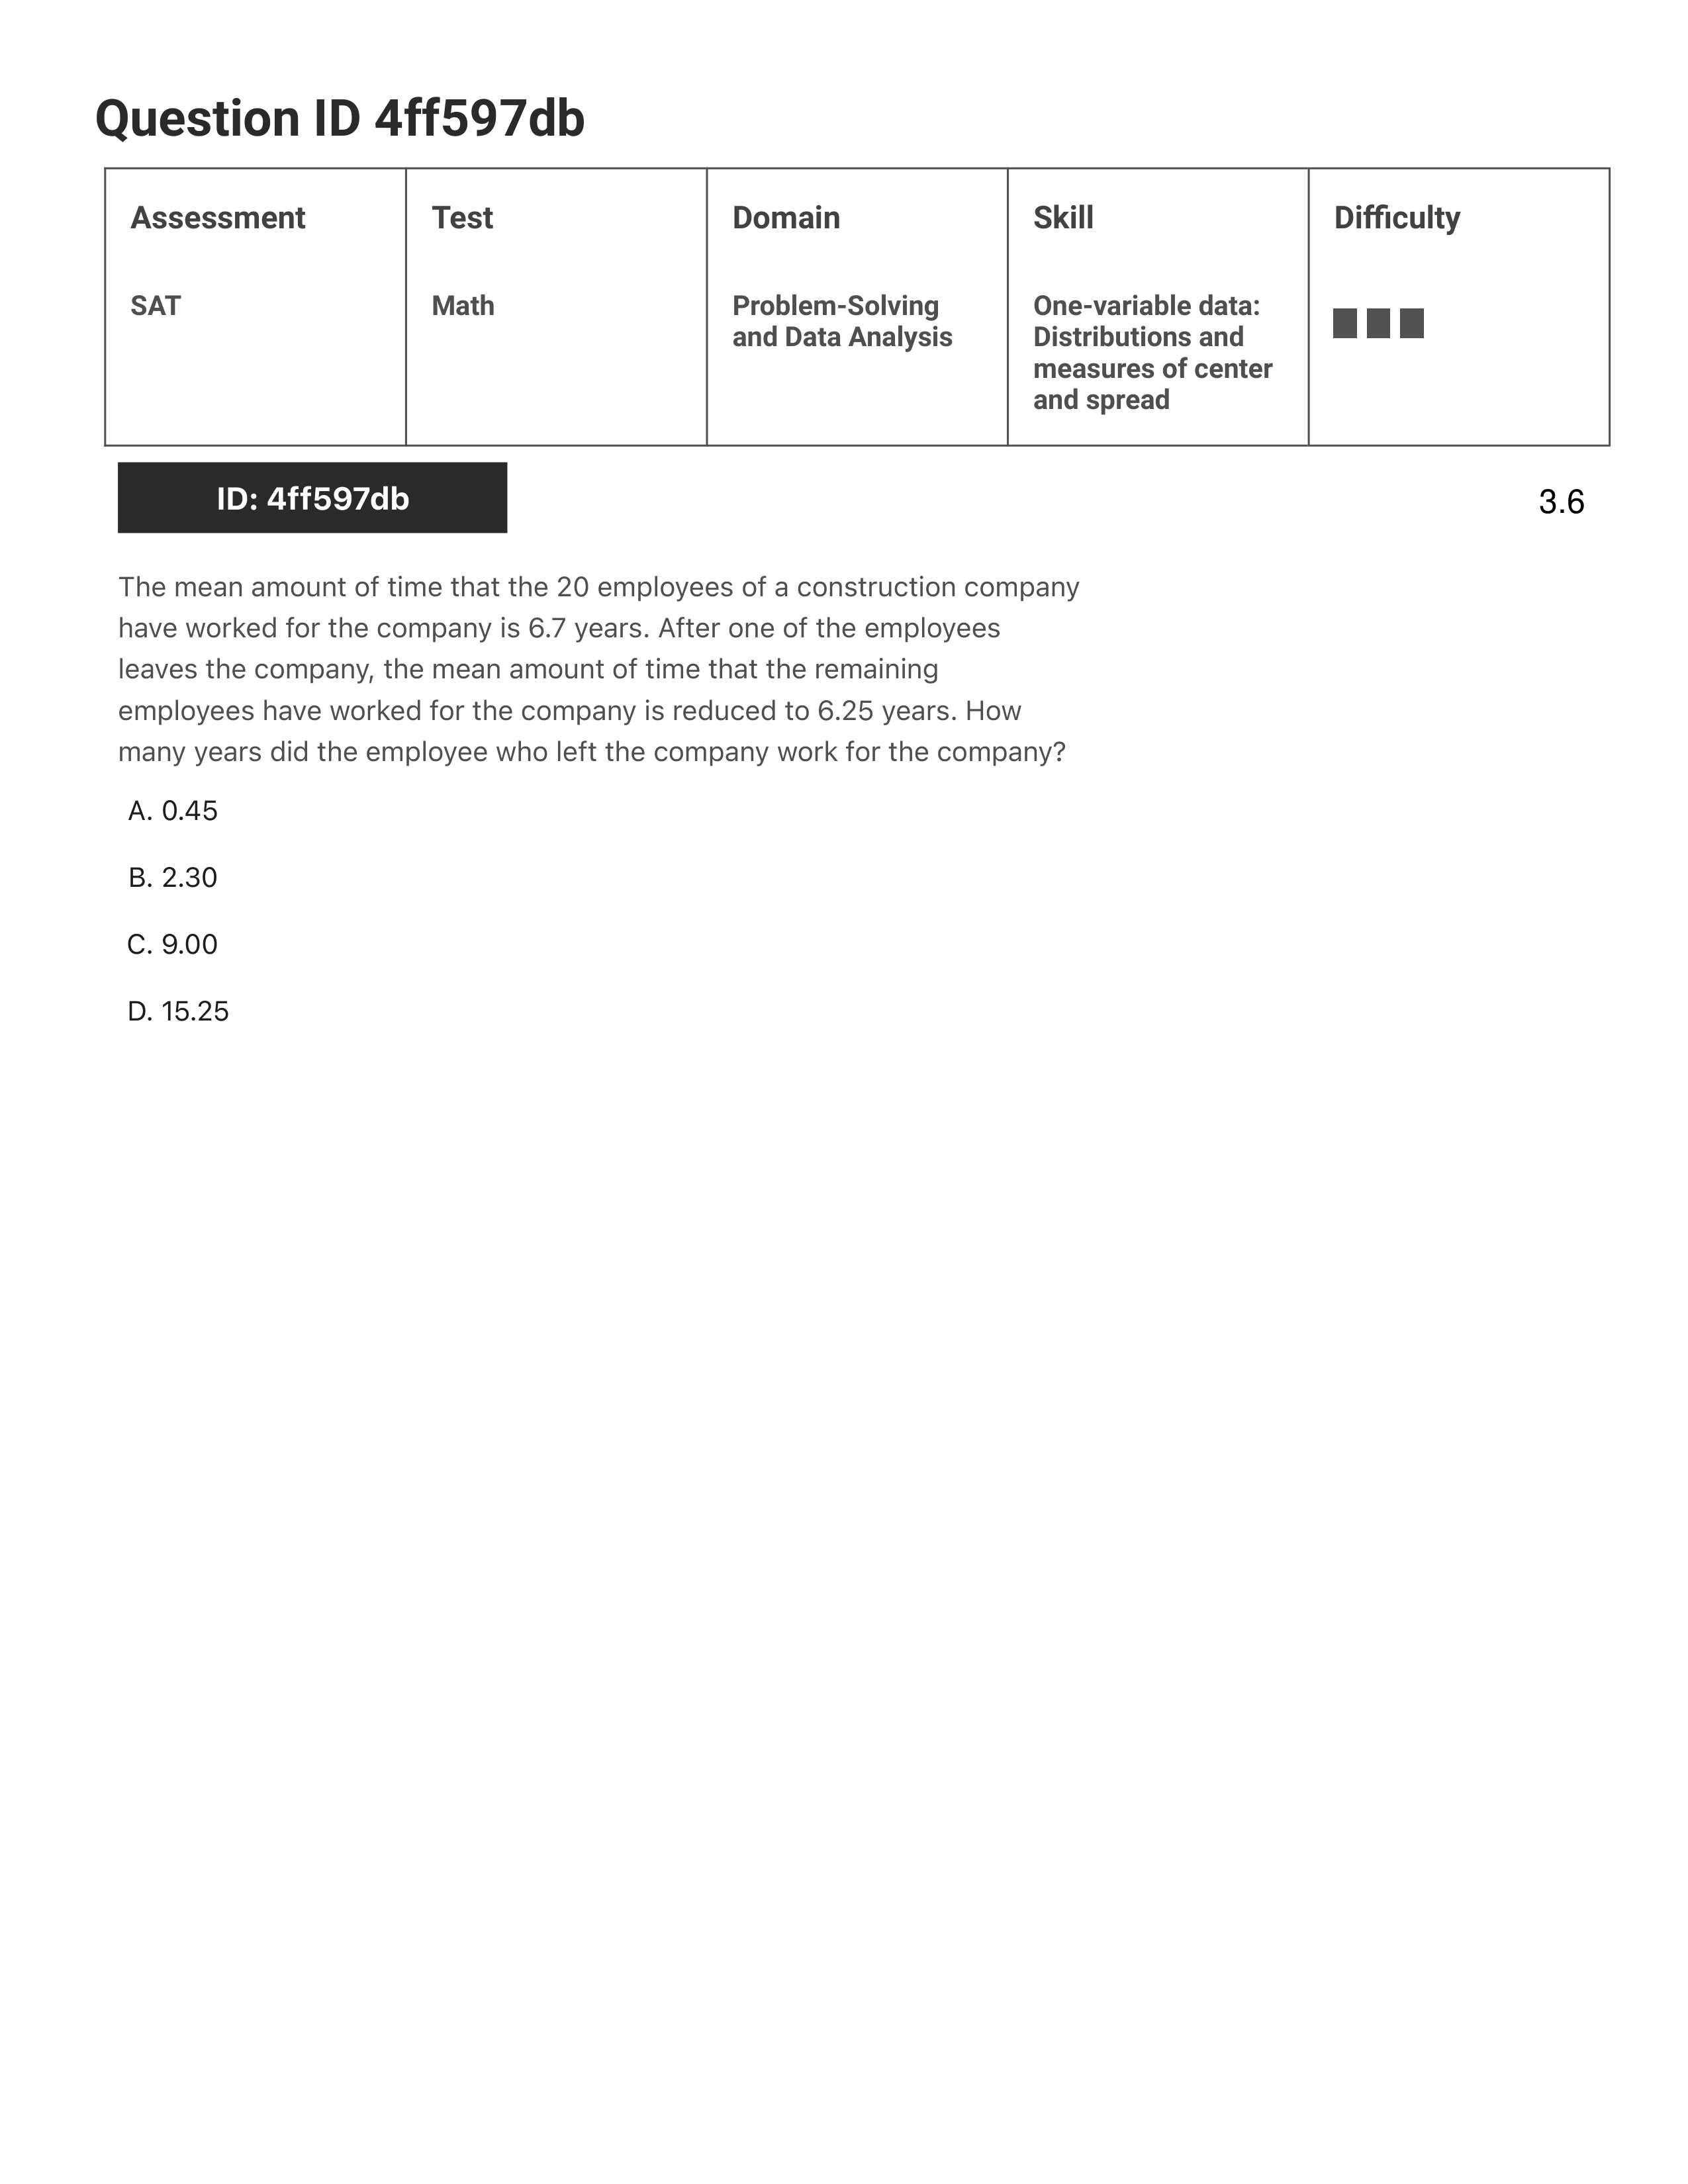 Question ID 4ff597db
Assessment
Test
Domain
Skill
Difficulty
SAT
Math
Problem-Solving
and Data Analysis
One-variable data:
Distributions and
measures of center
and spread
ID: 4ff597db
3.6
The mean amount of time that the 20 employees of a construction company
have worked for the company is 6.7 years. After one of the employees
leaves the company, the mean amount of time that the remaining
employees have worked for the company is reduced to 6.25 years. How
many years did the employee who left the company work for the company?
A. 0.45
B. 2.30
C. 9.00
D. 15.25